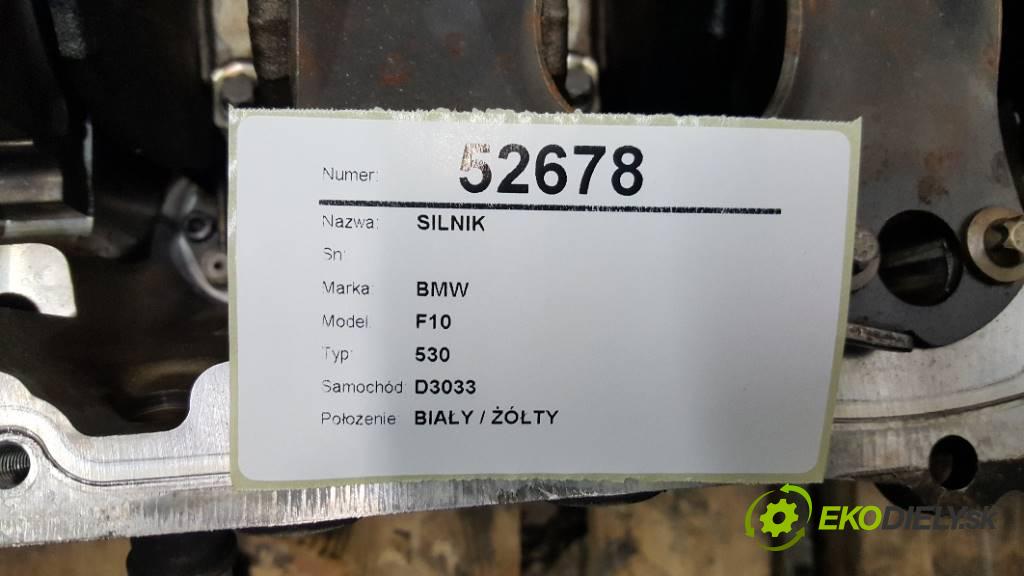 Numer: 52678
Nazwa: SILNIK
Sn:
Marka: BMW
Model: F10
Typ: 530
Samochód: D3033
Położenie: BIAŁY / ŻÓŁTY
EKODIELY.SK